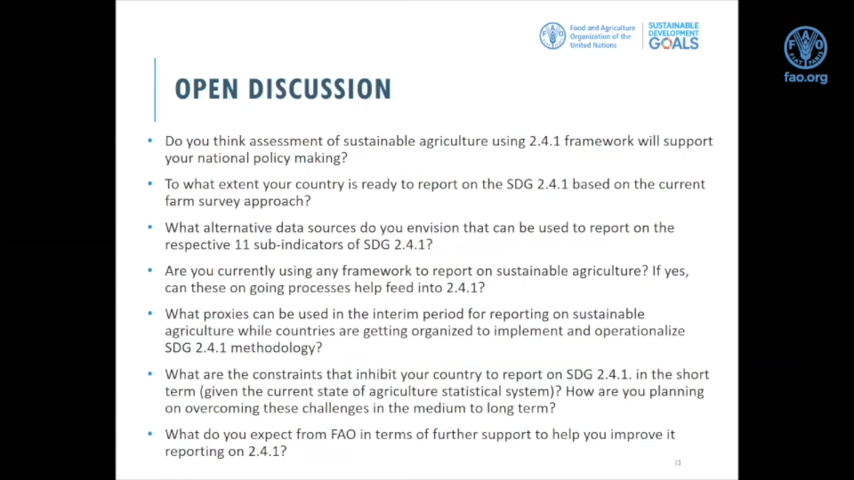 Food and Agriculture
Organization of the
United Nations
SUSTAINABLE
DEVELOPMENT
GOALS
FAO
FIAT PANIS
fao.org
OPEN DISCUSSION
• Do you think assessment of sustainable agriculture using 2.4.1 framework will support
your national policy making?
• To what extent your country is ready to report on the SDG 2.4.1 based on the current
farm survey approach?
• What alternative data sources do you envision that can be used to report on the
respective 11 sub-indicators of SDG 2.4.1?
• Are you currently using any framework to report on sustainable agriculture? If yes,
can these on going processes help feed into 2.4.1?
• What proxies can be used in the interim period for reporting on sustainable
agriculture while countries are getting organized to implement and operationalize
SDG 2.4.1 methodology?
• What are the constraints that inhibit your country to report on SDG 2.4.1. in the short
term (given the current state of agriculture statistical system)? How are you planning
on overcoming these challenges in the medium to long term?
• What do you expect from FAO in terms of further support to help you improve it
reporting on 2.4.1?